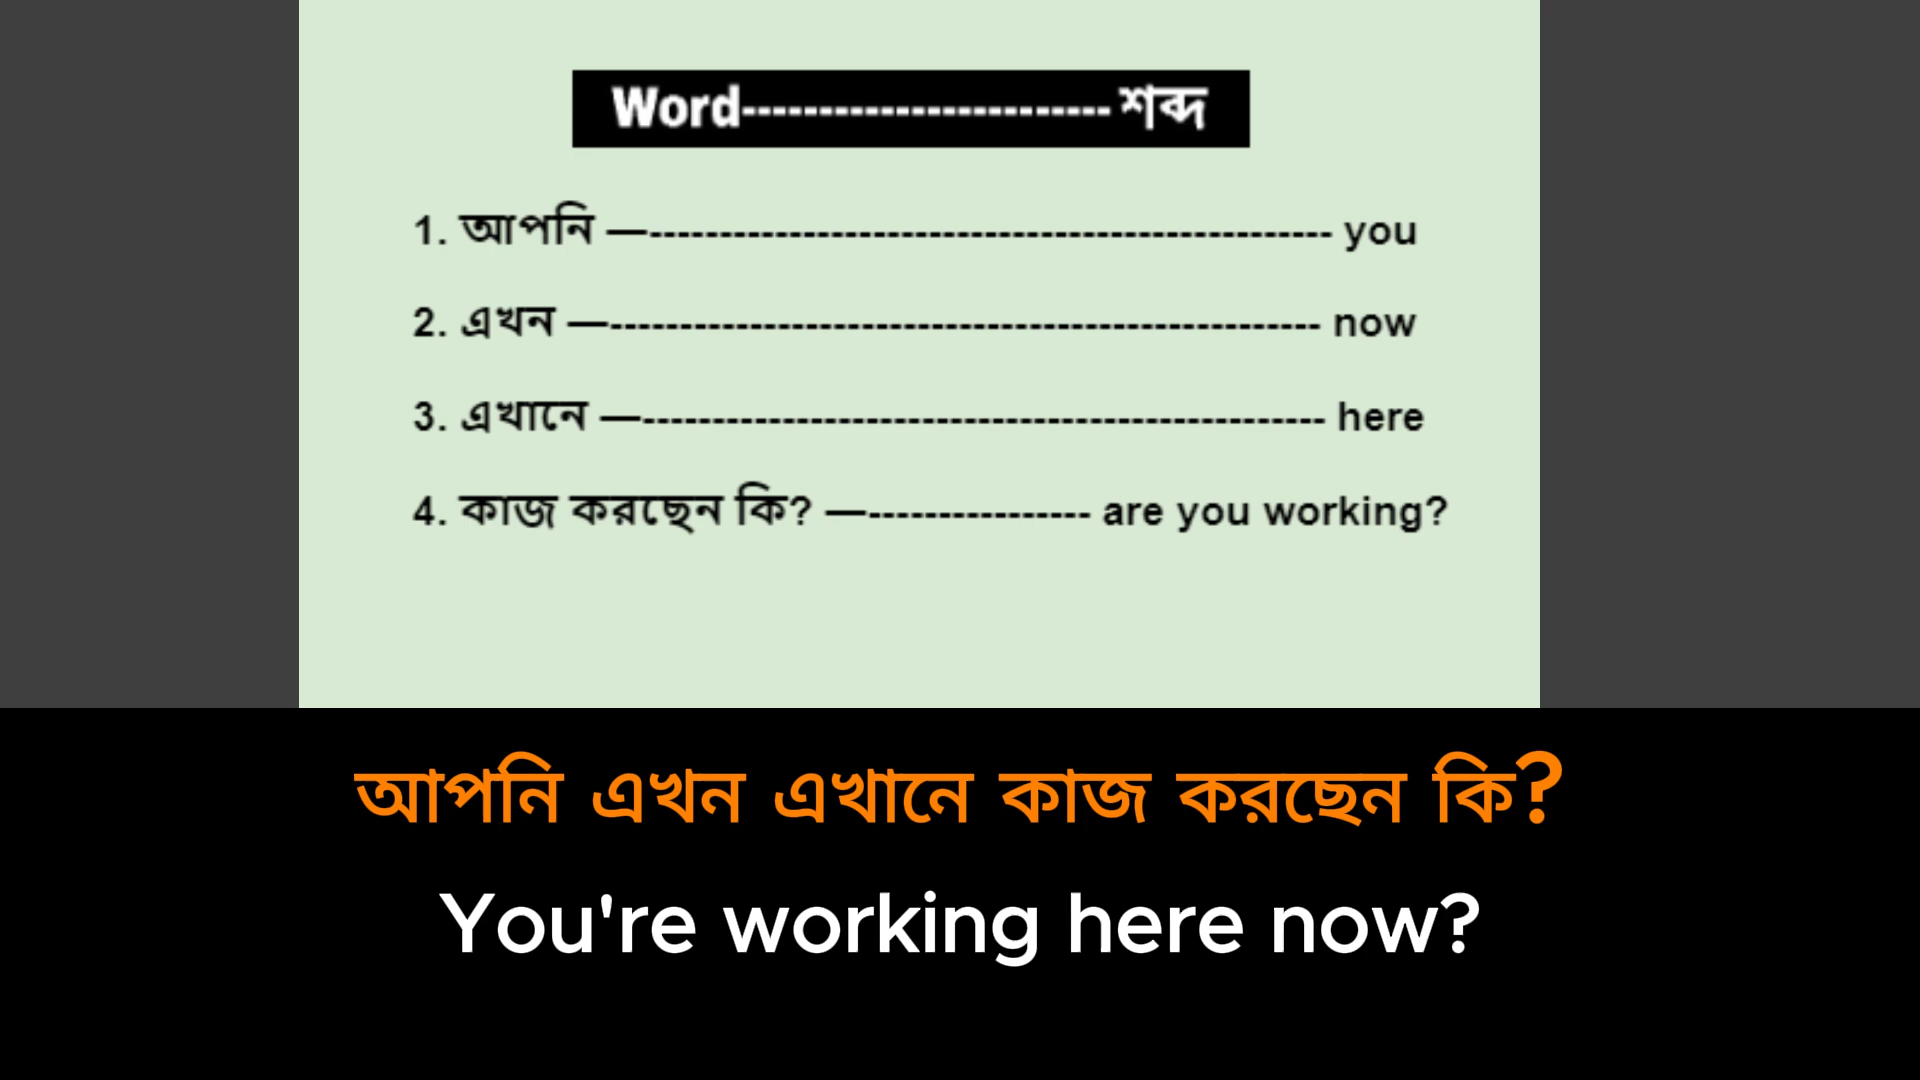 Word------------------------শব্দ
1. আপনি —------------------------------------------------- you
2. এখন —--------------------------------------------------- now
3. এখানে —------------------------------------------------- here
4. কাজ করছেন কি? —---------------- are you working?
আপনি এখন এখানে কাজ করছেন কি?
You're working here now?